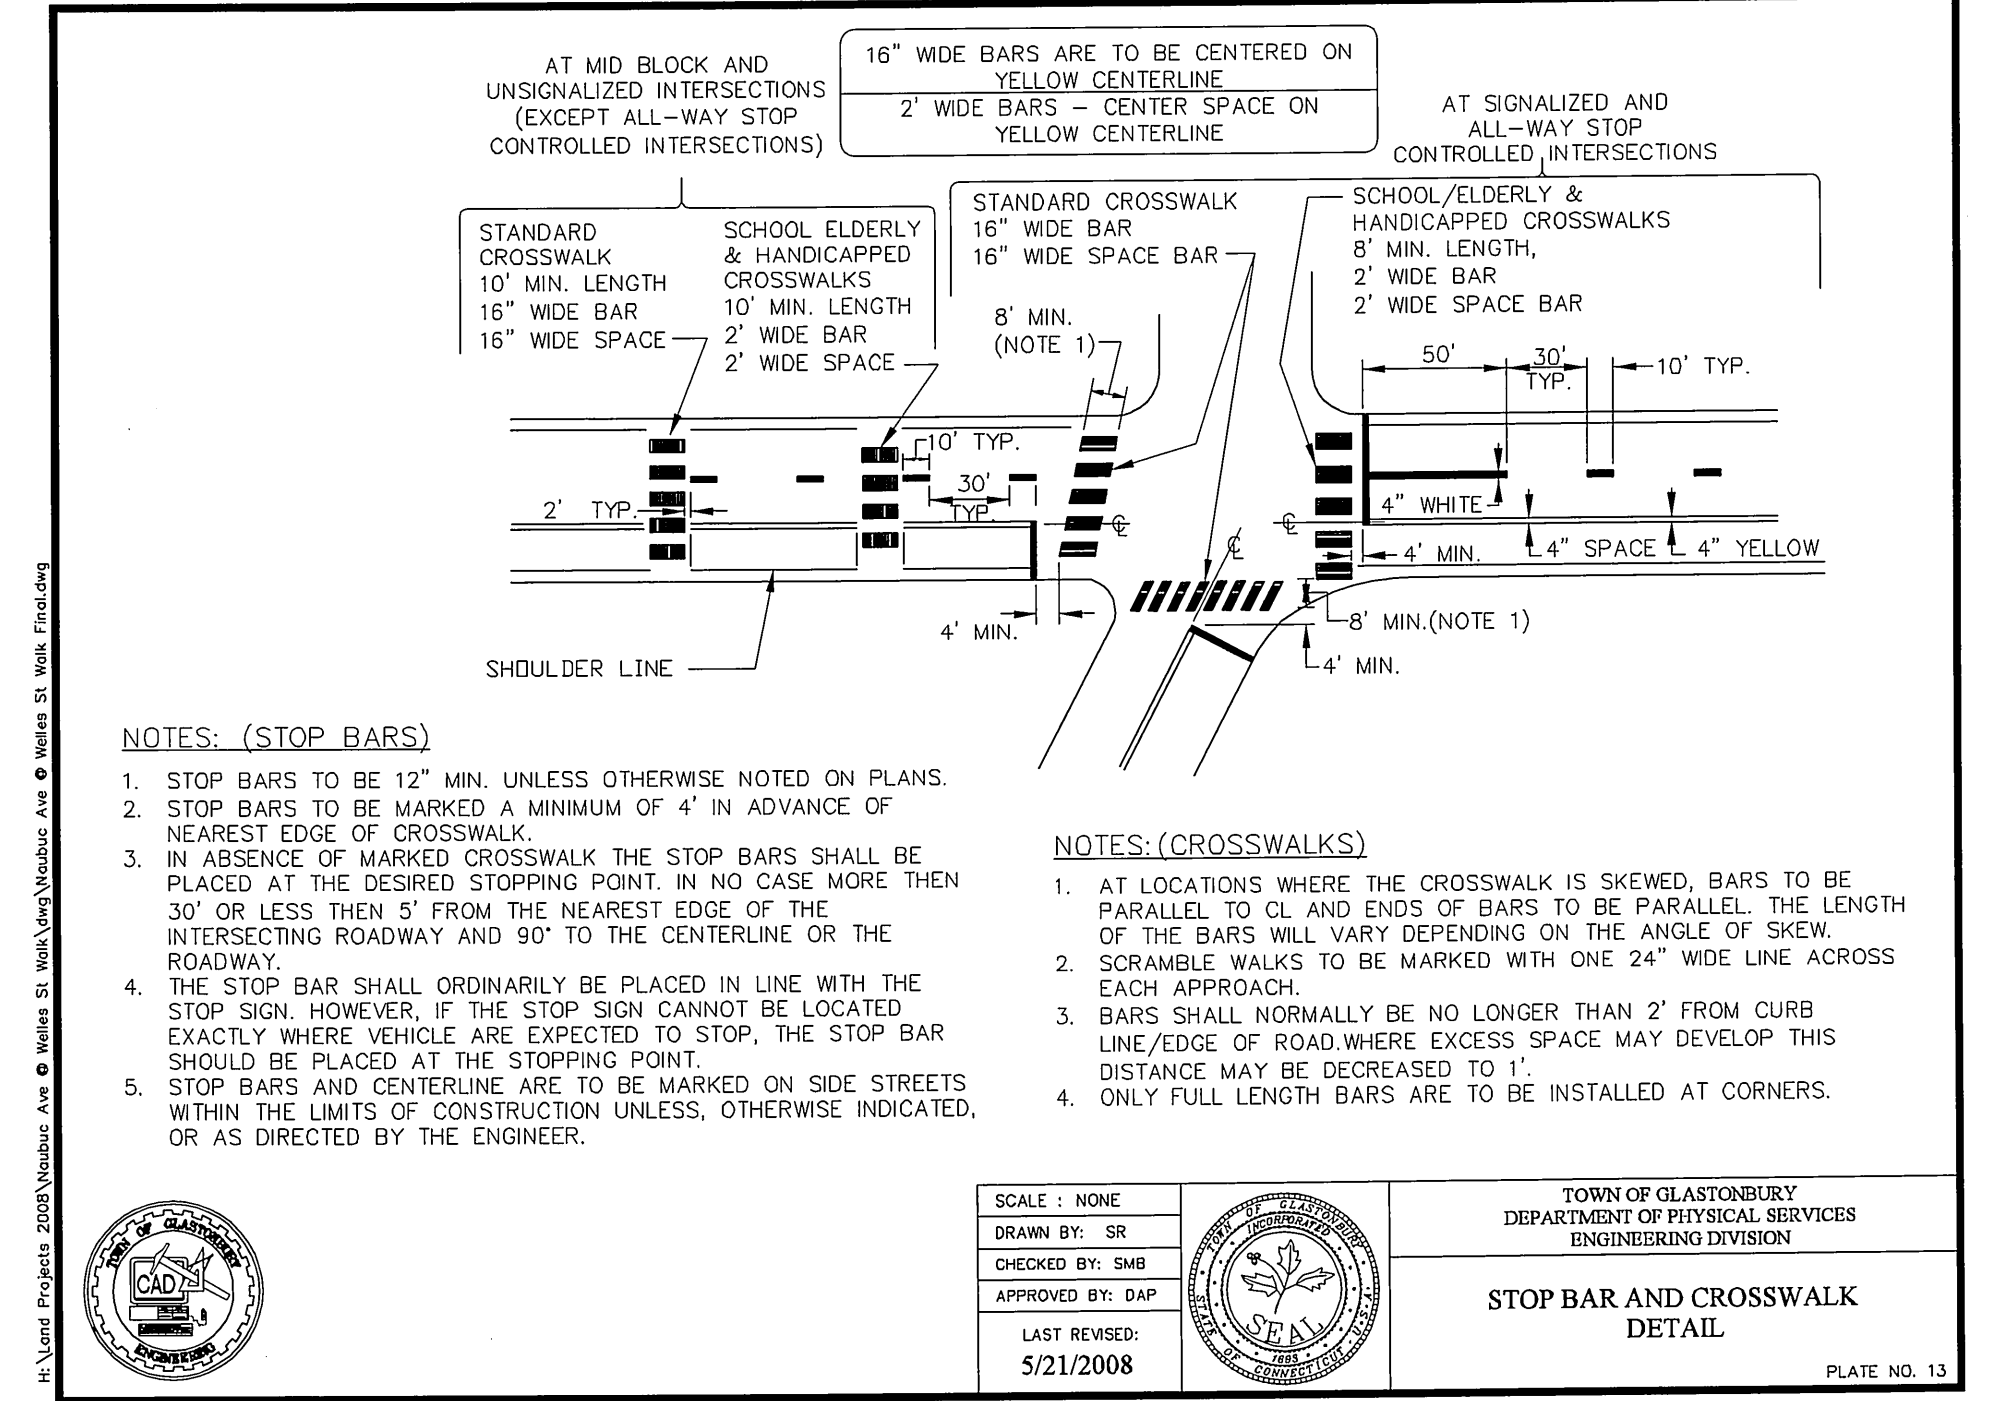 AT MID BLOCK AND
UNSIGNALIZED INTERSECTIONS
(EXCEPT ALL-WAY STOP
CONTROLLED INTERSECTIONS)
16" WIDE BARS ARE TO BE CENTERED ON
YELLOW CENTERLINE
2' WIDE BARS - CENTER SPACE ON
YELLOW CENTERLINE
AT SIGNALIZED AND
ALL-WAY STOP
CONTROLLED INTERSECTIONS
STANDARD
CROSSWALK
10' MIN. LENGTH
16" WIDE BAR
16" WIDE SPACE
SCHOOL ELDERLY
& HANDICAPPED
CROSSWALKS
10' MIN. LENGTH
2' WIDE BAR
2' WIDE SPACE
STANDARD CROSSWALK
16" WIDE BAR
16" WIDE SPACE BAR
SCHOOL/ELDERLY &
HANDICAPPED CROSSWALKS
8' MIN. LENGTH,
2' WIDE BAR
2' WIDE SPACE BAR
8' MIN.
(NOTE 1)
50'
30'
TYP.
10' TYP.
10' TYP.
30'
TYP.
2' TYP.
4" WHITE
℄
℄
℄
4' MIN.
4" SPACE
4" YELLOW
4' MIN.
8' MIN.(NOTE 1)
4' MIN.
SHOULDER LINE
NOTES: (STOP BARS)
1. STOP BARS TO BE 12" MIN. UNLESS OTHERWISE NOTED ON PLANS.
2. STOP BARS TO BE MARKED A MINIMUM OF 4' IN ADVANCE OF
NEAREST EDGE OF CROSSWALK.
3. IN ABSENCE OF MARKED CROSSWALK THE STOP BARS SHALL BE
PLACED AT THE DESIRED STOPPING POINT. IN NO CASE MORE THEN
30' OR LESS THEN 5' FROM THE NEAREST EDGE OF THE
INTERSECTING ROADWAY AND 90° TO THE CENTERLINE OR THE
ROADWAY.
4. THE STOP BAR SHALL ORDINARILY BE PLACED IN LINE WITH THE
STOP SIGN. HOWEVER, IF THE STOP SIGN CANNOT BE LOCATED
EXACTLY WHERE VEHICLE ARE EXPECTED TO STOP, THE STOP BAR
SHOULD BE PLACED AT THE STOPPING POINT.
5. STOP BARS AND CENTERLINE ARE TO BE MARKED ON SIDE STREETS
WITHIN THE LIMITS OF CONSTRUCTION UNLESS, OTHERWISE INDICATED,
OR AS DIRECTED BY THE ENGINEER.
NOTES:(CROSSWALKS)
1. AT LOCATIONS WHERE THE CROSSWALK IS SKEWED, BARS TO BE
PARALLEL TO CL AND ENDS OF BARS TO BE PARALLEL. THE LENGTH
OF THE BARS WILL VARY DEPENDING ON THE ANGLE OF SKEW.
2. SCRAMBLE WALKS TO BE MARKED WITH ONE 24" WIDE LINE ACROSS
EACH APPROACH.
3. BARS SHALL NORMALLY BE NO LONGER THAN 2' FROM CURB
LINE/EDGE OF ROAD.WHERE EXCESS SPACE MAY DEVELOP THIS
DISTANCE MAY BE DECREASED TO 1'.
4. ONLY FULL LENGTH BARS ARE TO BE INSTALLED AT CORNERS.
H:\Land Projects 2008\Naubuc Ave @ Welles St Walk\dwg\Naubuc Ave @ Welles St Walk Final.dwg
TOWN OF GLASTONBURY
CAD
ENGINEERING
SCALE : NONE
DRAWN BY: SR
CHECKED BY: SMB
APPROVED BY: DAP
LAST REVISED:
5/21/2008
TOWN OF GLASTONBURY
INCORPORATED
SEAL
1693
STATE OF CONNECTICUT U.S.A.
TOWN OF GLASTONBURY
DEPARTMENT OF PHYSICAL SERVICES
ENGINEERING DIVISION
STOP BAR AND CROSSWALK
DETAIL
PLATE NO. 13